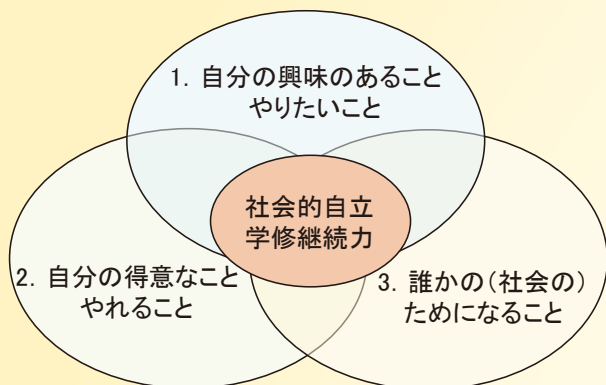 1. 自分の興味のあること
やりたいこと
社会的自立
学修継続力
2. 自分の得意なこと
やれること
3. 誰かの(社会の)
ためになること